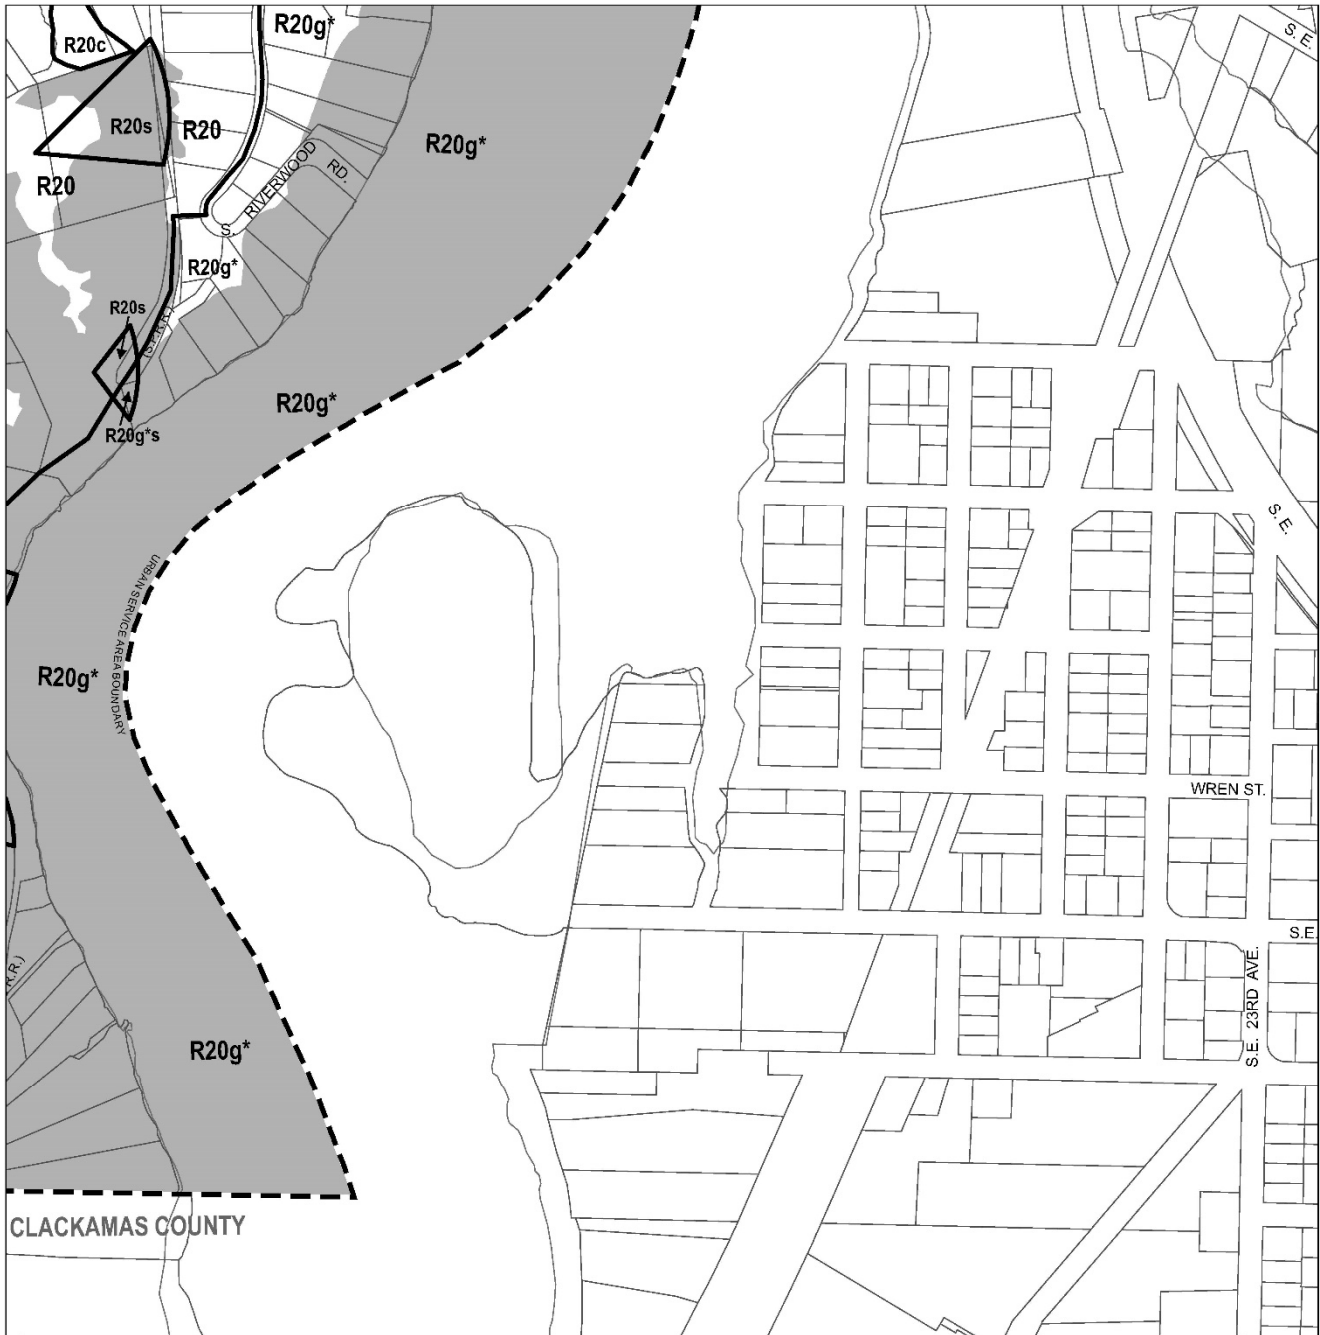 R20g*
S. E.
R20c
R20s
R20
R20g*
RIVERWOOD
RD.
R20
S.
R20g*
R20s
(S.P.R.R.)
R20g*
R20g*s
S. E.
URBAN SERVICE AREA BOUNDARY
R20g*
WREN ST.
S.E.
S.E. 23RD AVE.
R.R.)
R20g*
CLACKAMAS COUNTY